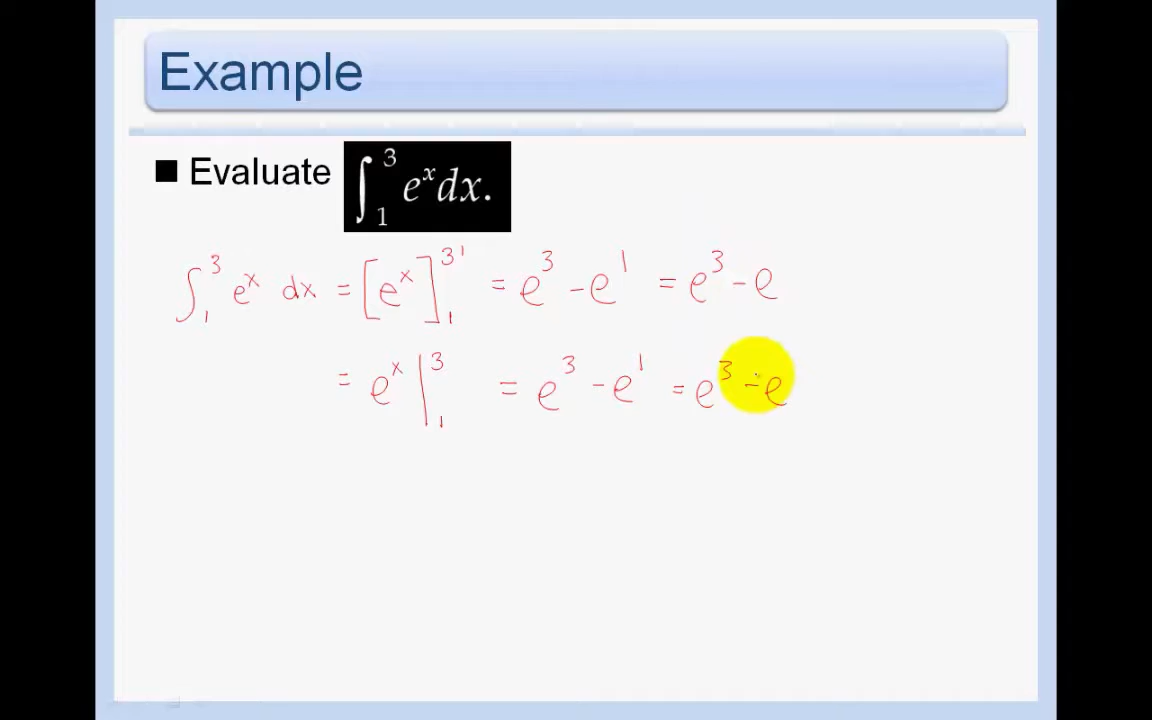 Example
■ Evaluate ∫₁³ eˣdx.
∫₁³ eˣ dx = [eˣ]₁³' = e³ - e¹ = e³ - e
= eˣ|₁³ = e³ - e¹ = e³ - e